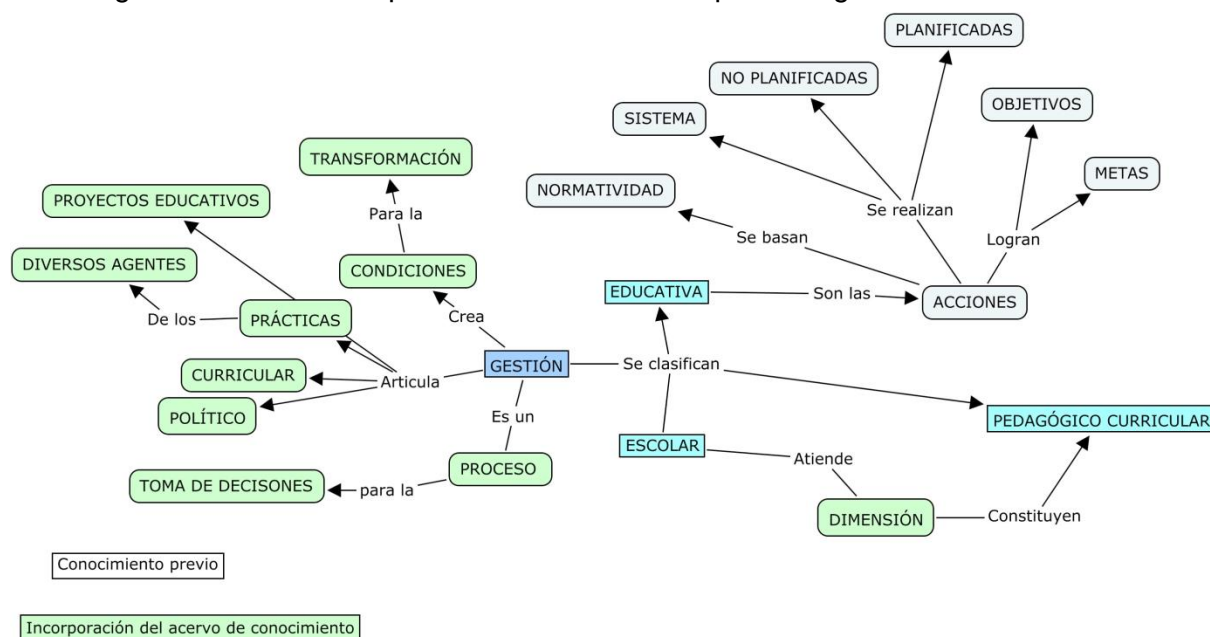 PLANIFICADAS
NO PLANIFICADAS
OBJETIVOS
SISTEMA
TRANSFORMACIÓN
METAS
NORMATIVIDAD
PROYECTOS EDUCATIVOS
Para la
Se realizan
Se basan
Logran
DIVERSOS AGENTES
CONDICIONES
EDUCATIVA
Son las
ACCIONES
De los
PRÁCTICAS
Crea
GESTIÓN
Se clasifican
CURRICULAR
Articula
POLÍTICO
Es un
PEDAGÓGICO CURRICULAR
ESCOLAR
Atiende
PROCESO
TOMA DE DECISONES
para la
DIMENSIÓN
Constituyen
Conocimiento previo
Incorporación del acervo de conocimiento